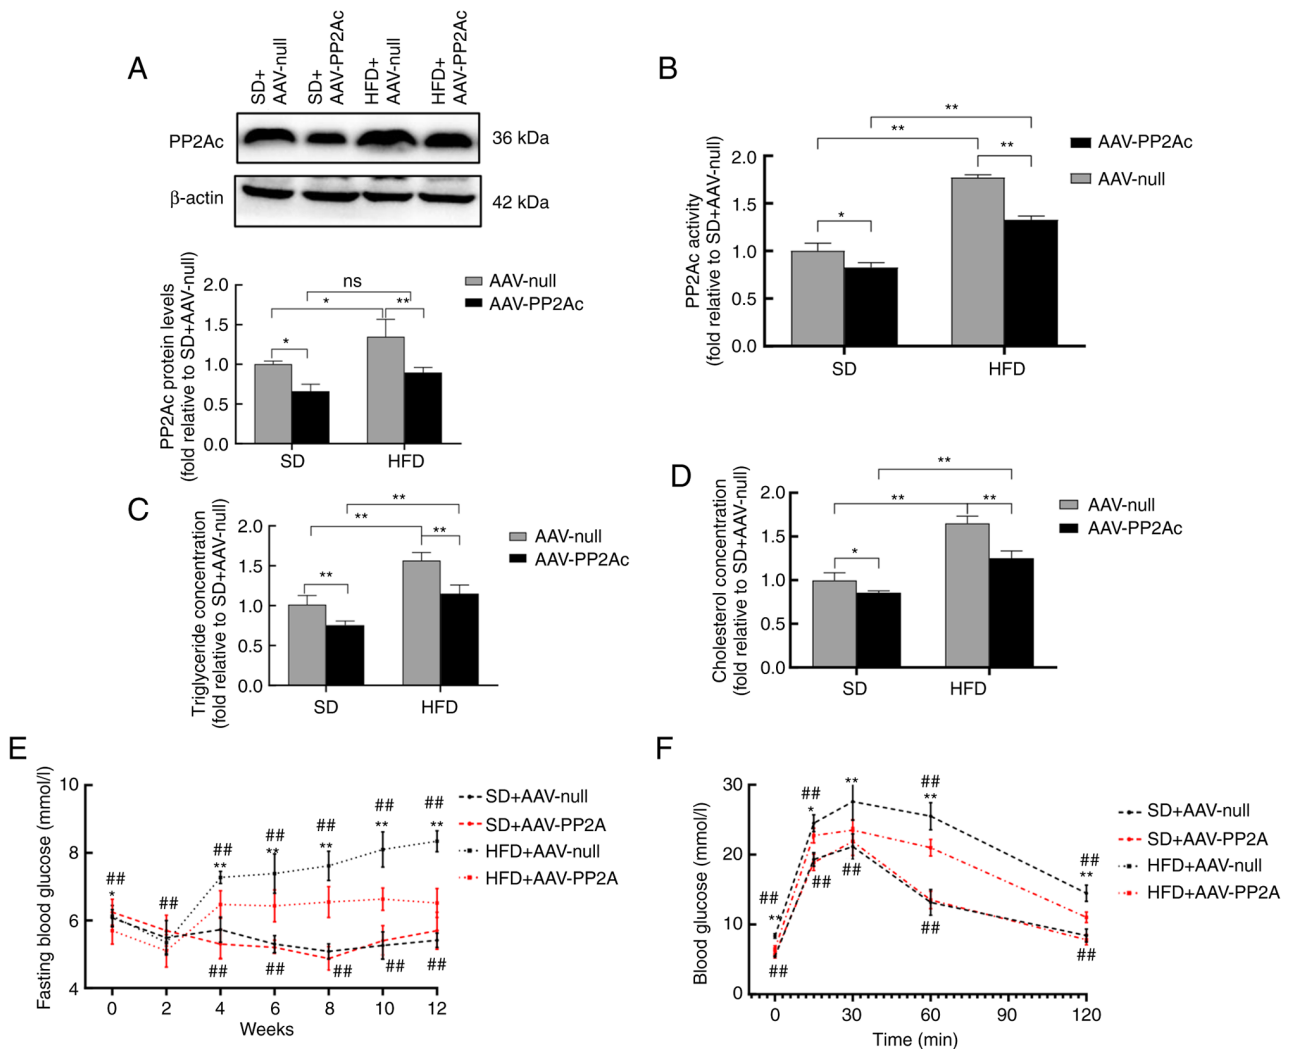 A
SD+
AAV-null
SD+
AAV-PP2Ac
HFD+
AAV-null
HFD+
AAV-PP2Ac
PP2Ac
36 kDa
β-actin
42 kDa
PP2Ac protein levels
(fold relative to SD+AAV-null)
2.0
1.5
1.0
0.5
0.0
*
*
ns
**
SD
HFD
AAV-null
AAV-PP2Ac
B
PP2Ac activity
(fold relative to SD+AAV-null)
2.0
1.5
1.0
0.5
0.0
*
**
**
**
SD
HFD
AAV-PP2Ac
AAV-null
C
Triglyceride concentration
(fold relative to SD+AAV-null)
2.0
1.5
1.0
0.5
0.0
**
**
**
**
SD
HFD
AAV-null
AAV-PP2Ac
D
Cholesterol concentration
(fold relative to SD+AAV-null)
2.0
1.5
1.0
0.5
0.0
*
**
**
**
SD
HFD
AAV-null
AAV-PP2Ac
E
Fasting blood glucose (mmol/l)
10
8
6
4
##
*
##
##
**
##
**
##
**
##
**
##
**
##
##
##
##
##
0 2 4 6 8 10 12
Weeks
SD+AAV-null
SD+AAV-PP2A
HFD+AAV-null
HFD+AAV-PP2A
F
Blood glucose (mmol/l)
30
20
10
0
##
**
##
*
**
##
**
##
**
##
##
##
##
##
0 30 60 90 120
Time (min)
SD+AAV-null
SD+AAV-PP2A
HFD+AAV-null
HFD+AAV-PP2A